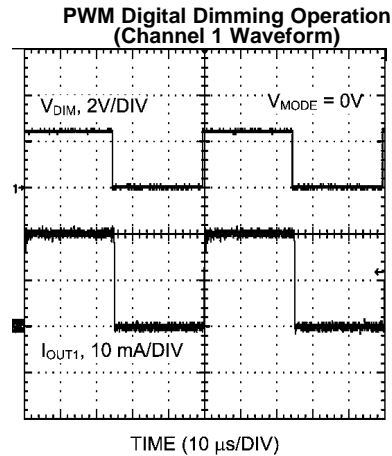 PWM Digital Dimming Operation
(Channel 1 Waveform)
V_DIM, 2V/DIV
V_MODE = 0V
1
I_OUT1, 10 mA/DIV
TIME (10 μs/DIV)